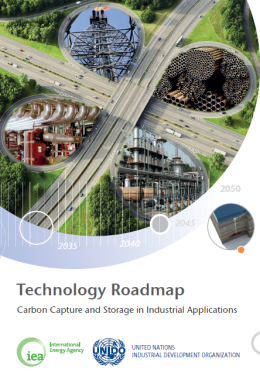 2050
2045
2040
2035
Technology Roadmap
Carbon Capture and Storage in Industrial Applications
iea
International
Energy Agency
UNIDO
UNITED NATIONS
INDUSTRIAL DEVELOPMENT ORGANIZATION